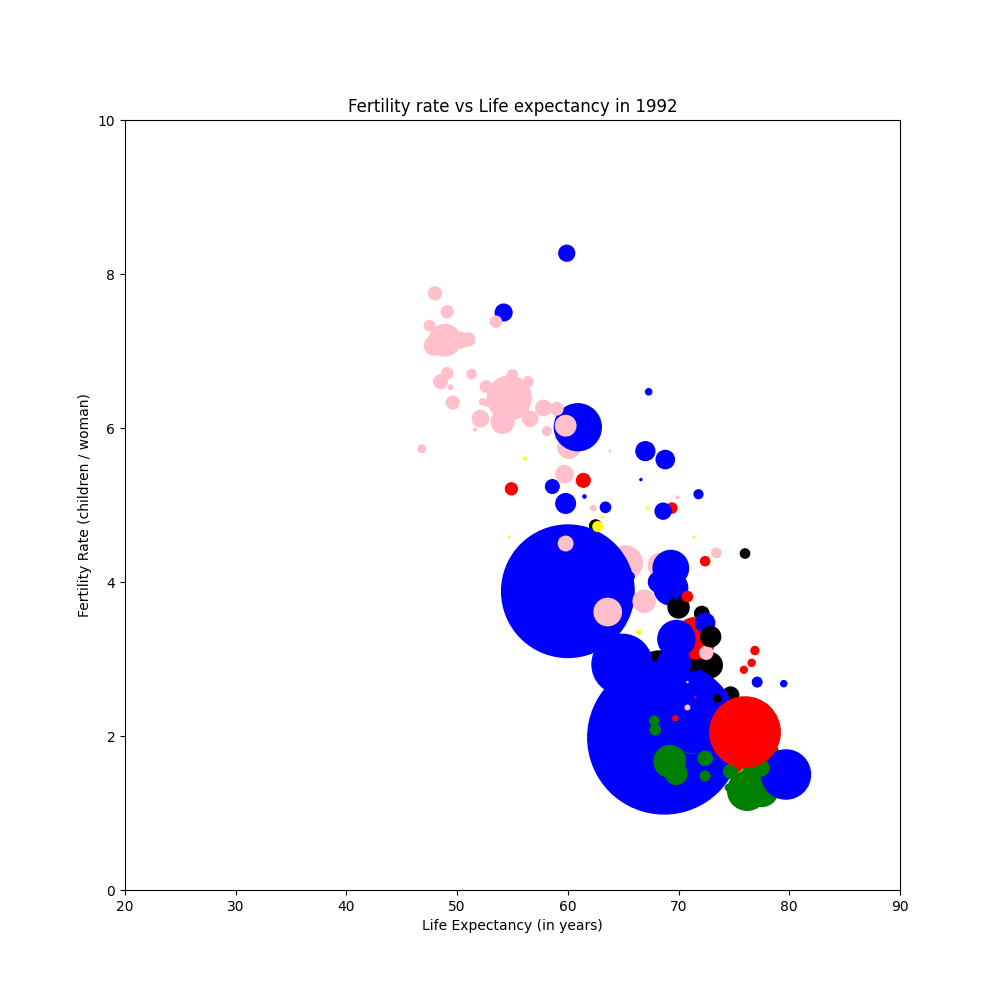 Fertility rate vs Life expectancy in 1992
10
8
6
4
2
0
Fertility Rate (children / woman)
20 30 40 50 60 70 80 90
Life Expectancy (in years)